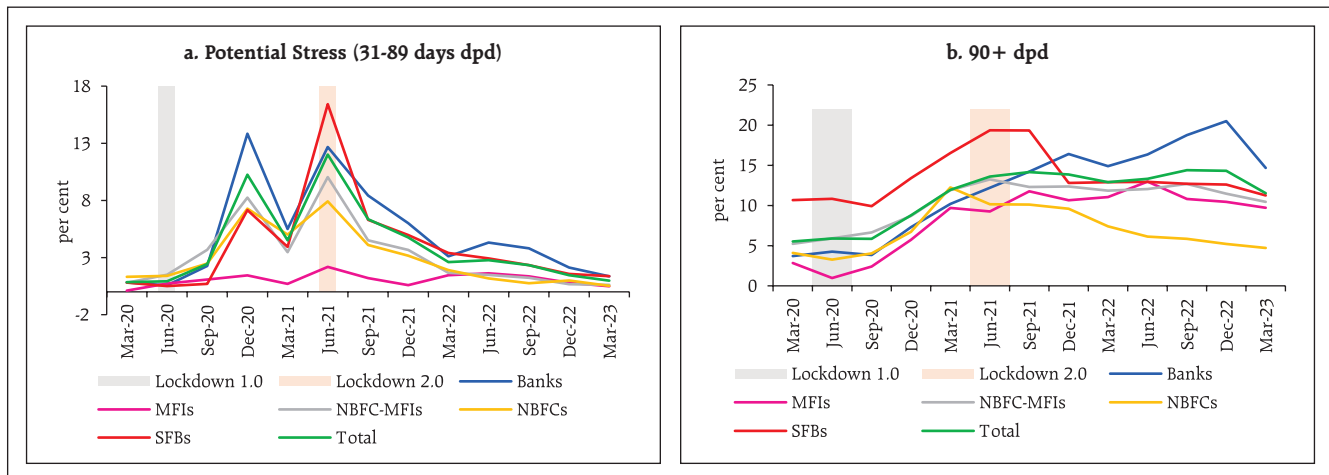 a. Potential Stress (31-89 days dpd)
18
13
8
3
-2
per cent
Mar-20
Jun-20
Sep-20
Dec-20
Mar-21
Jun-21
Sep-21
Dec-21
Mar-22
Jun-22
Sep-22
Dec-22
Mar-23
Lockdown 1.0 Lockdown 2.0 Banks
MFIs NBFC-MFIs NBFCs
SFBs Total
b. 90+ dpd
25
20
15
10
5
0
per cent
Mar-20
Jun-20
Sep-20
Dec-20
Mar-21
Jun-21
Sep-21
Dec-21
Mar-22
Jun-22
Sep-22
Dec-22
Mar-23
Lockdown 1.0 Lockdown 2.0 Banks
MFIs NBFC-MFIs NBFCs
SFBs Total